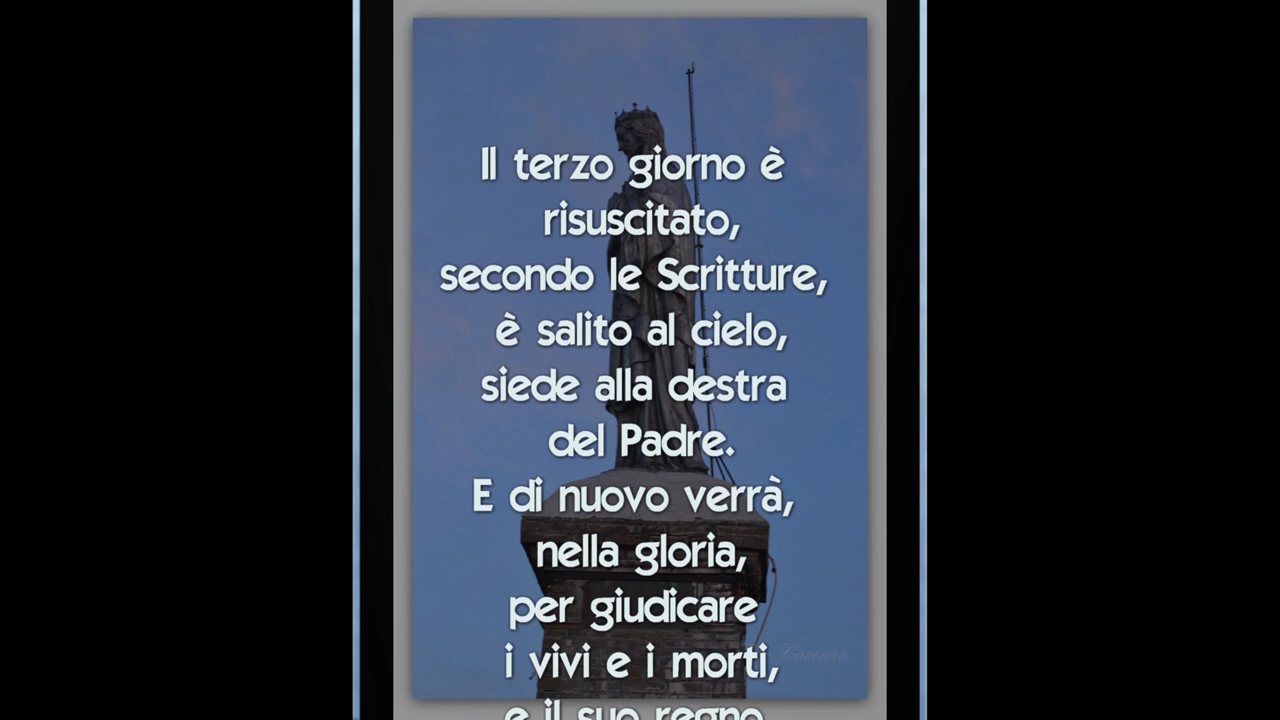 Il terzo giorno è
risuscitato,
secondo le Scritture,
è salito al cielo,
siede alla destra
del Padre.
E di nuovo verrà,
nella gloria,
per giudicare
i vivi e i morti,
Carenzo
e il suo regno